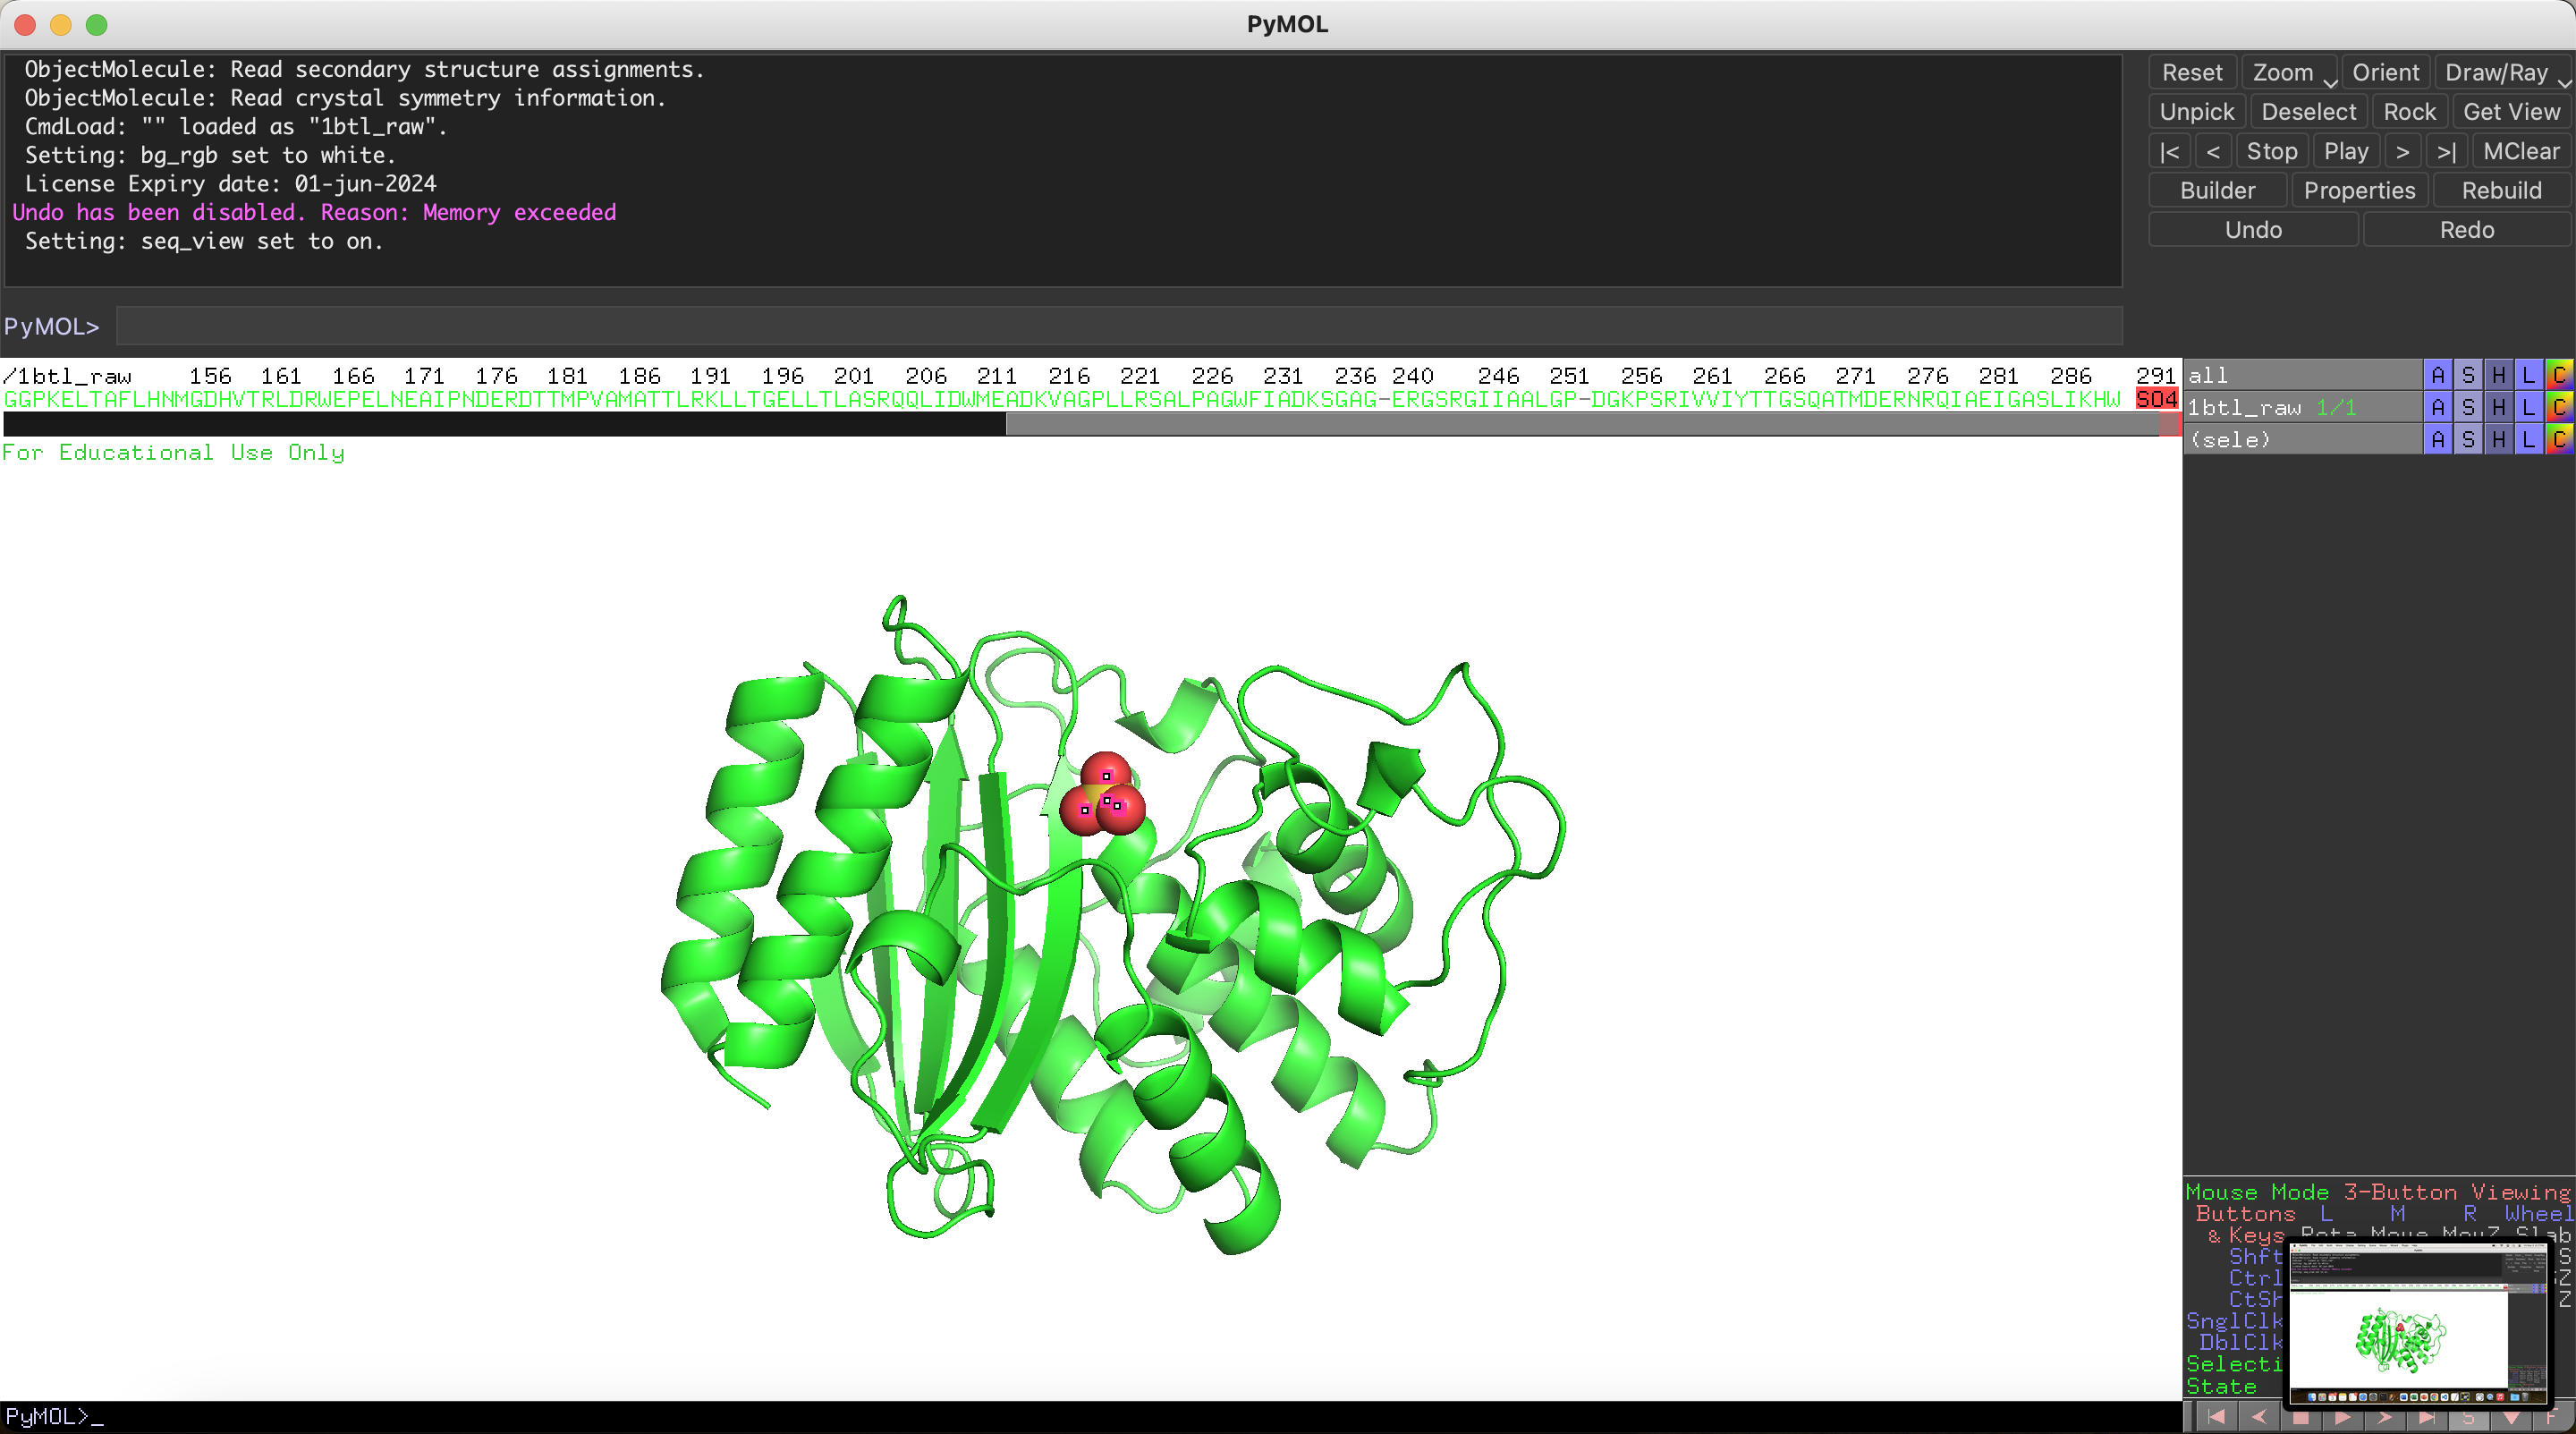 PyMOL
ObjectMolecule: Read secondary structure assignments.
ObjectMolecule: Read crystal symmetry information.
CmdLoad: "" loaded as "1btl_raw".
Setting: bg_rgb set to white.
License Expiry date: 01-jun-2024
Undo has been disabled. Reason: Memory exceeded
Setting: seq_view set to on.
PyMOL>
Reset Zoom Orient Draw/Ray
Unpick Deselect Rock Get View
|< < Stop Play > >| MClear
Builder Properties Rebuild
Undo Redo
/1btl_raw 156 161 166 171 176 181 186 191 196 201 206 211 216 221 226 231 236 240 246 251 256 261 266 271 276 281 286 291
GGPKELTAFLHNMGDHVTRLDRWEPELNEAIPNDERDTTMPVAMATTLRKLLTGELLTLASRQQLIDWMEADKVAGPLLRSALPAGWFIADKSGAG-ERGSRGIIAALGP-DGKPSRIVVIYTTGSQATMDERNRQIAEIGASLIKHW SO4
For Educational Use Only
all A S H L C
1btl_raw 1/1 A S H L C
(sele) A S H L C
Mouse Mode 3-Button Viewing
Buttons L M R Wheel
& Keys Rota Move MovZ Slab
Shft
Ctrl
CtSh
SnglClk
DblClk
State
PyMOL>_
S F